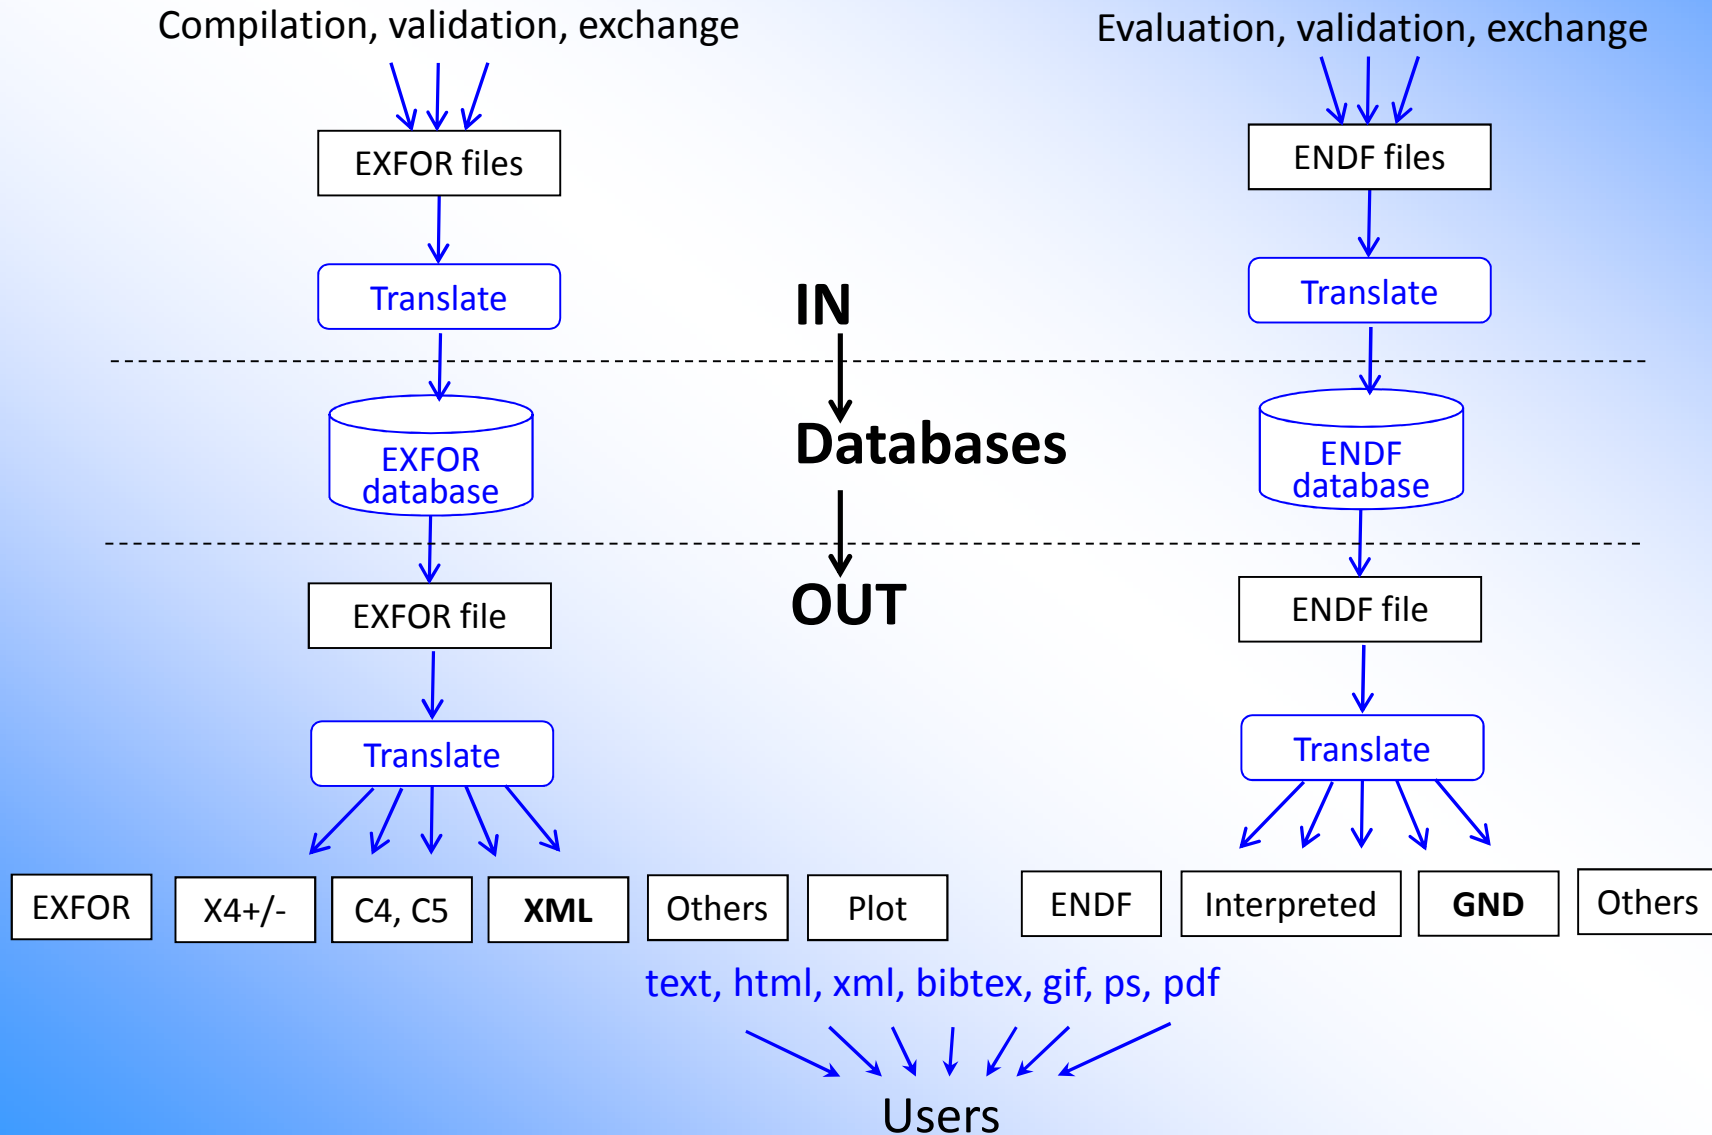 Compilation, validation, exchange
Evaluation, validation, exchange
EXFOR files
ENDF files
Translate
IN
Translate
EXFOR
database
Databases
ENDF
database
EXFOR file
OUT
ENDF file
Translate
Translate
EXFOR
X4+/-
C4, C5
XML
Others
Plot
ENDF
Interpreted
GND
Others
text, html, xml, bibtex, gif, ps, pdf
Users